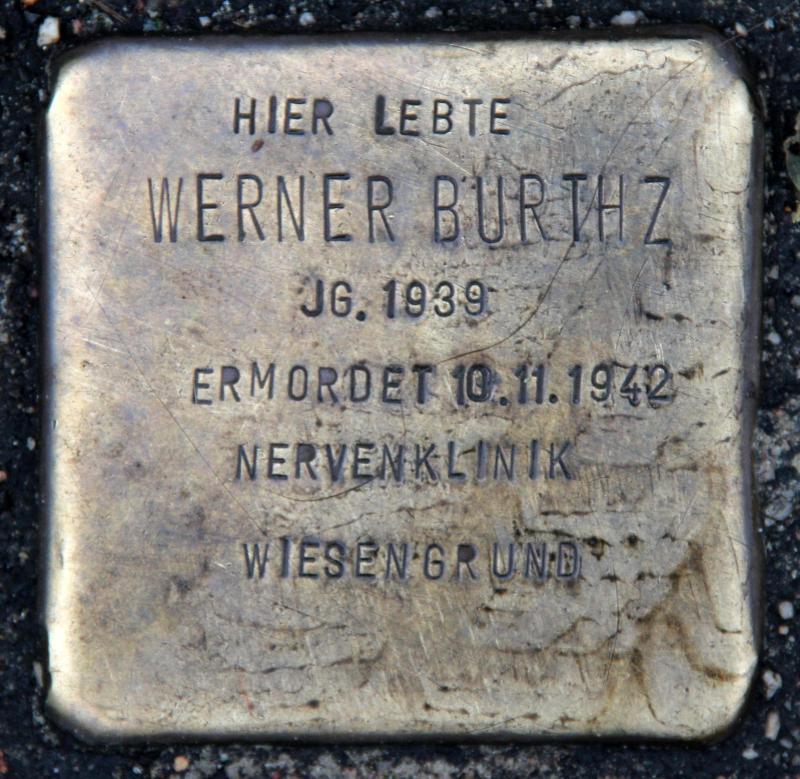 HIER LEBTE
WERNER BURTHZ
JG. 1939
ERMORDET 10.11.1942
NERVENKLINIK
WIESENGRUND